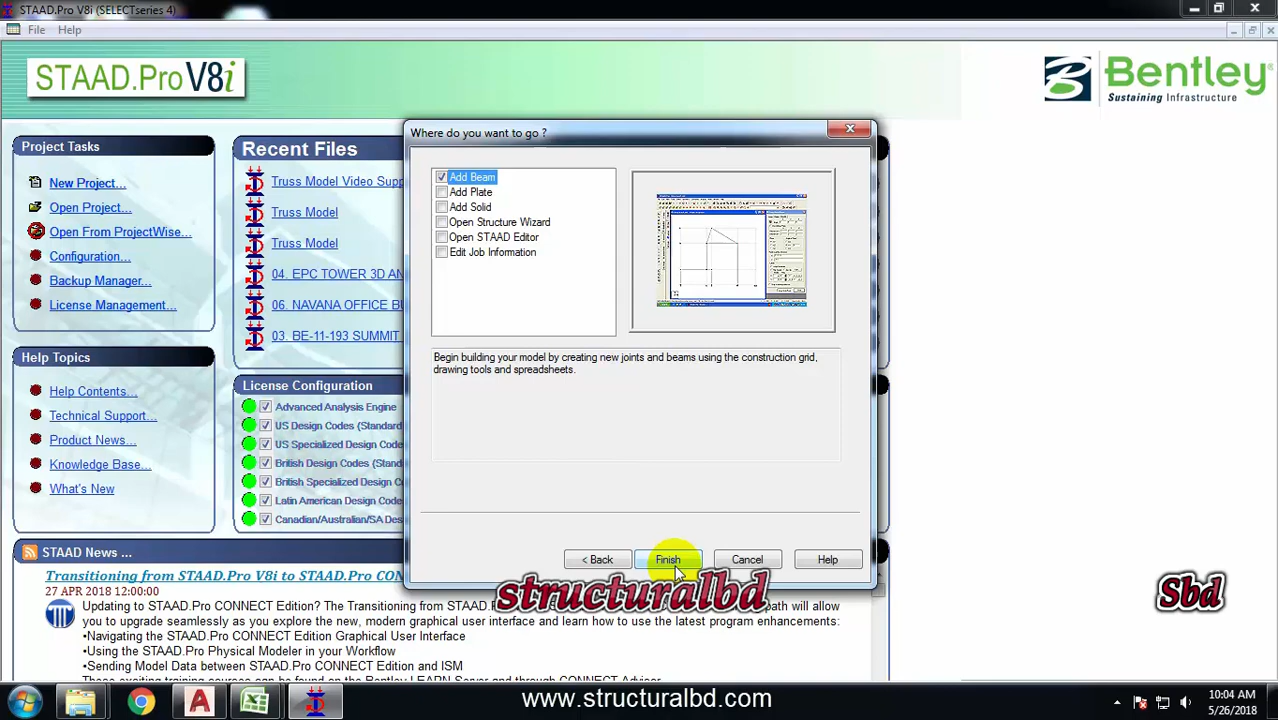 STAAD.Pro V8i (SELECTseries 4)
File Help
STAAD.Pro V8i
Bentley
Sustaining Infrastructure
Where do you want to go ?
Project Tasks
New Project...
Open Project...
Open From ProjectWise...
Configuration...
Backup Manager...
License Management...
Recent Files
Truss Model Video Supp
Truss Model
Truss Model
04. EPC TOWER 3D AN
06. NAVANA OFFICE BU
03. BE-11-193 SUMMIT
Add Beam
Add Plate
Add Solid
Open Structure Wizard
Open STAAD Editor
Edit Job Information
Begin building your model by creating new joints and beams using the construction grid,
drawing tools and spreadsheets.
< Back Finish Cancel Help
Help Topics
Help Contents...
Technical Support...
Product News...
Knowledge Base...
What's New
License Configuration
Advanced Analysis Engine
US Design Codes (Standard
US Specialized Design Code
British Design Codes (Stand
British Specialized Design C
Latin American Design Code
Canadian/Australian/SA Des
STAAD News ...
Transitioning from STAAD.Pro V8i to STAAD.Pro CO
27 APR 2018 12:00:00
Updating to STAAD.Pro CONNECT Edition? The Transitioning from STAAD.P
path will allow
you to upgrade seamlessly as you explore the new, modern graphical user interface and learn how to use the latest program enhancements:
•Navigating the STAAD.Pro CONNECT Edition Graphical User Interface
•Using the STAAD.Pro Physical Modeler in your Workflow
•Sending Model Data between STAAD.Pro CONNECT Edition and ISM
structuralbd
Sbd
www.structuralbd.com
10:04 AM
5/26/2018